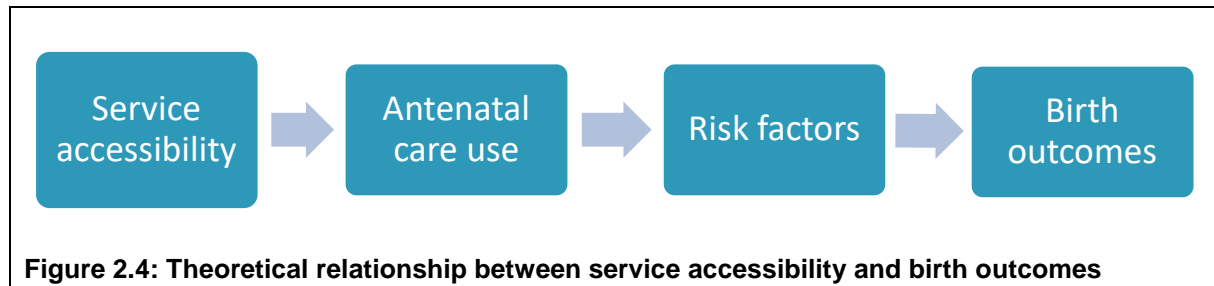 Service
accessibility
Antenatal
care use
Risk factors
Birth
outcomes
Figure 2.4: Theoretical relationship between service accessibility and birth outcomes